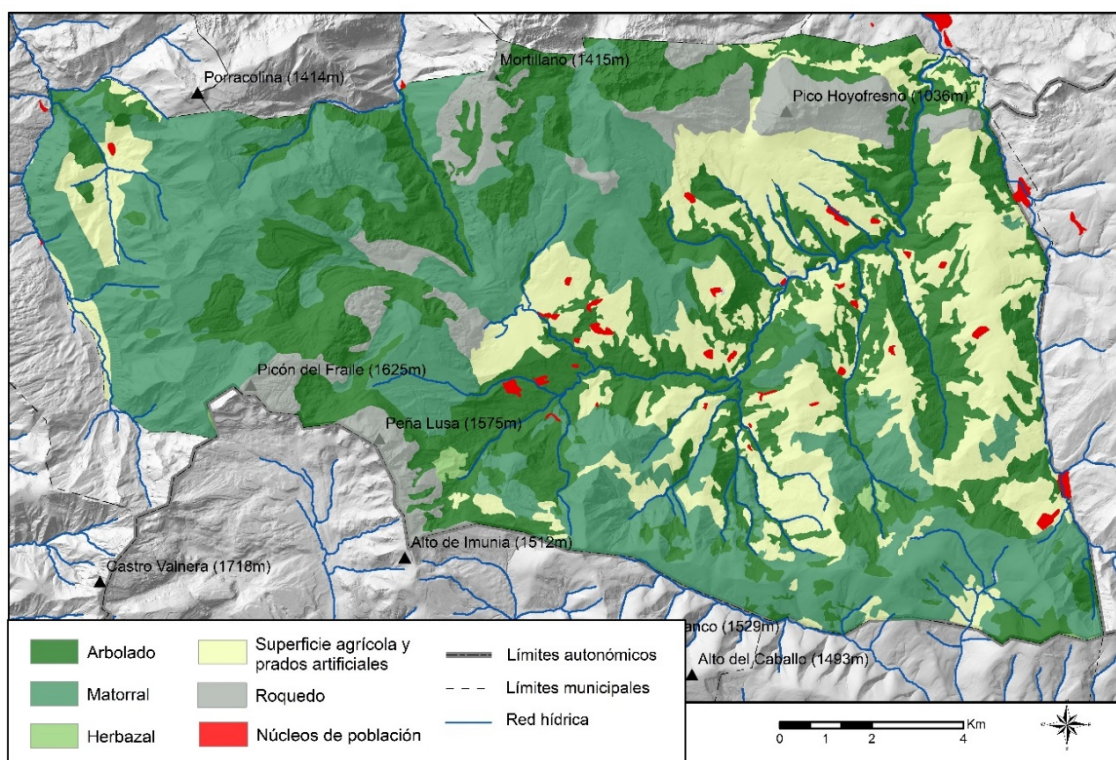 Mortillano (1415m)
Porracolina (1414m)
Pico Hoyofresno (1036m)
Picón del Fraile (1625m)
Peña Lusa (1575m)
Alto de Imunia (1512m)
Castro Valnera (1718m)
anco (1529m)
Alto del Caballo (1493m)
Arbolado
Matorral
Herbazal
Superficie agrícola y
prados artificiales
Roquedo
Núcleos de población
Límites autonómicos
Límites municipales
Red hídrica
Km
0 1 2 4